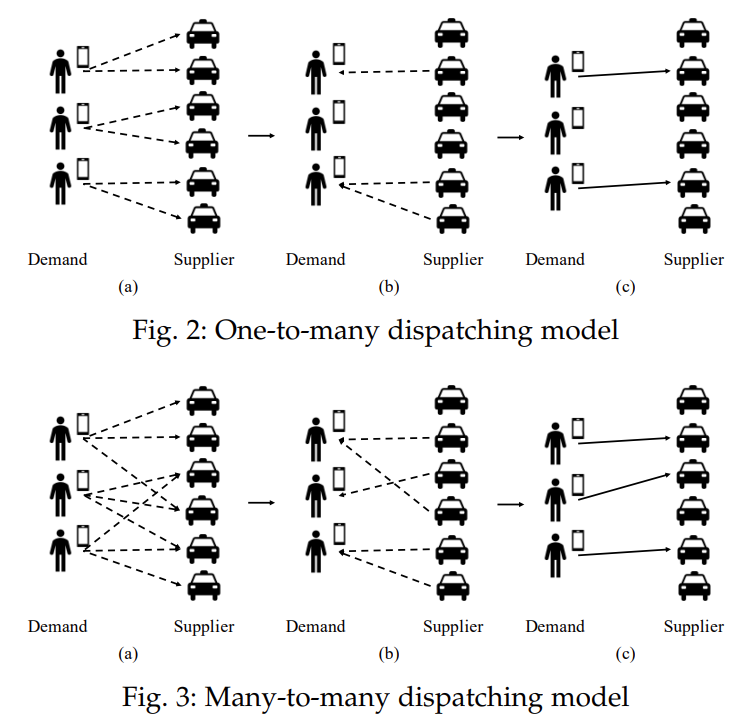 Demand Supplier Demand Supplier Demand Supplier
(a) (b) (c)
Fig. 2: One-to-many dispatching model
Demand Supplier Demand Supplier Demand Supplier
(a) (b) (c)
Fig. 3: Many-to-many dispatching model